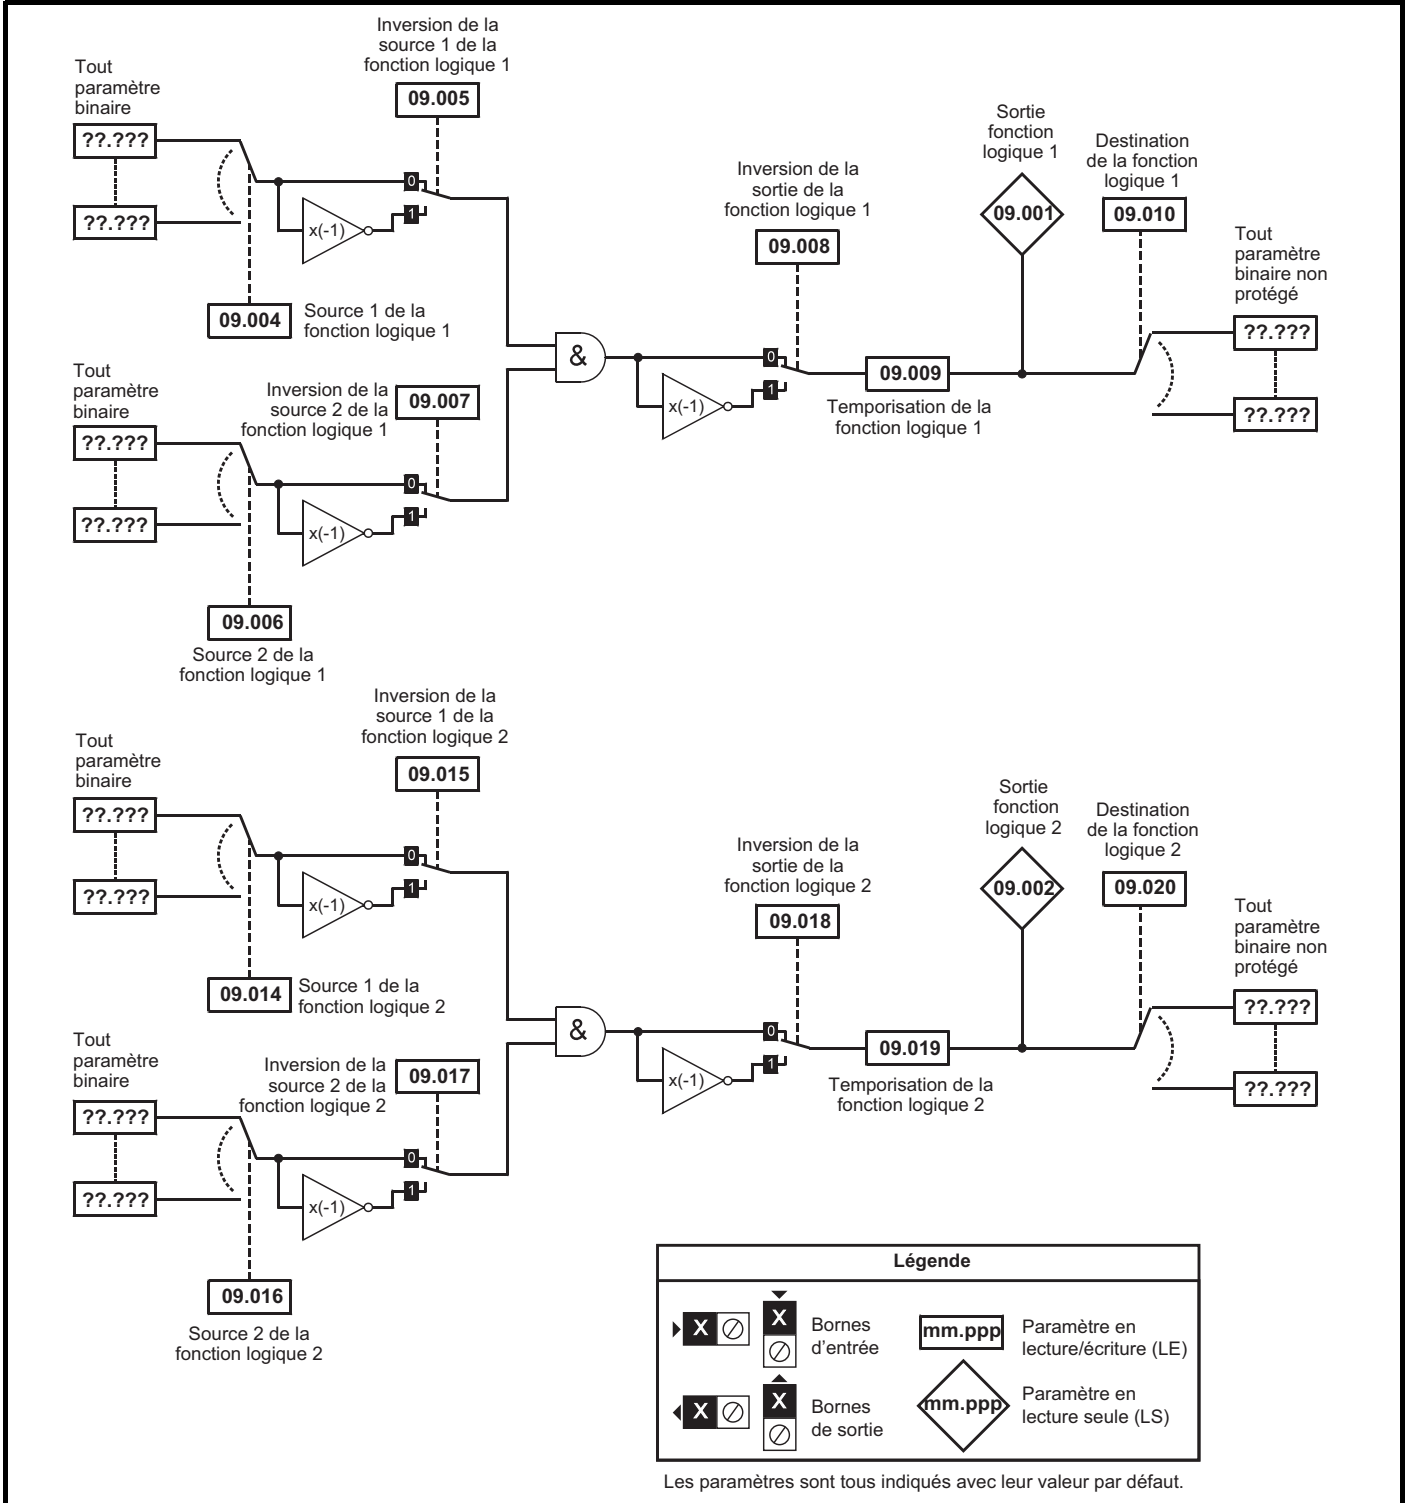 Inversion de la
source 1 de la
fonction logique 1
09.005
Tout
paramètre
binaire
??.???
??.???
0
1
x(-1)
09.004
Source 1 de la
fonction logique 1
Tout
paramètre
binaire
??.???
??.???
Inversion de la
source 2 de la
fonction logique 1
09.007
0
1
x(-1)
09.006
Source 2 de la
fonction logique 1
&
Inversion de la
sortie de la
fonction logique 1
09.008
0
1
x(-1)
09.009
Temporisation de la
fonction logique 1
Sortie
fonction
logique 1
09.001
Destination
de la fonction
logique 1
09.010
Tout
paramètre
binaire non
protégé
??.???
??.???
Inversion de la
source 1 de la
fonction logique 2
09.015
Tout
paramètre
binaire
??.???
??.???
0
1
x(-1)
09.014
Source 1 de la
fonction logique 2
Tout
paramètre
binaire
??.???
??.???
Inversion de la
source 2 de la
fonction logique 2
09.017
0
1
x(-1)
09.016
Source 2 de la
fonction logique 2
&
Inversion de la
sortie de la
fonction logique 2
09.018
0
1
x(-1)
09.019
Temporisation de la
fonction logique 2
Sortie
fonction
logique 2
09.002
Destination
de la fonction
logique 2
09.020
Tout
paramètre
binaire non
protégé
??.???
??.???
Légende
X
X
Bornes
d'entrée
mm.ppp
Paramètre en
lecture/écriture (LE)
X
X
Bornes
de sortie
mm.ppp
Paramètre en
lecture seule (LS)
Les paramètres sont tous indiqués avec leur valeur par défaut.